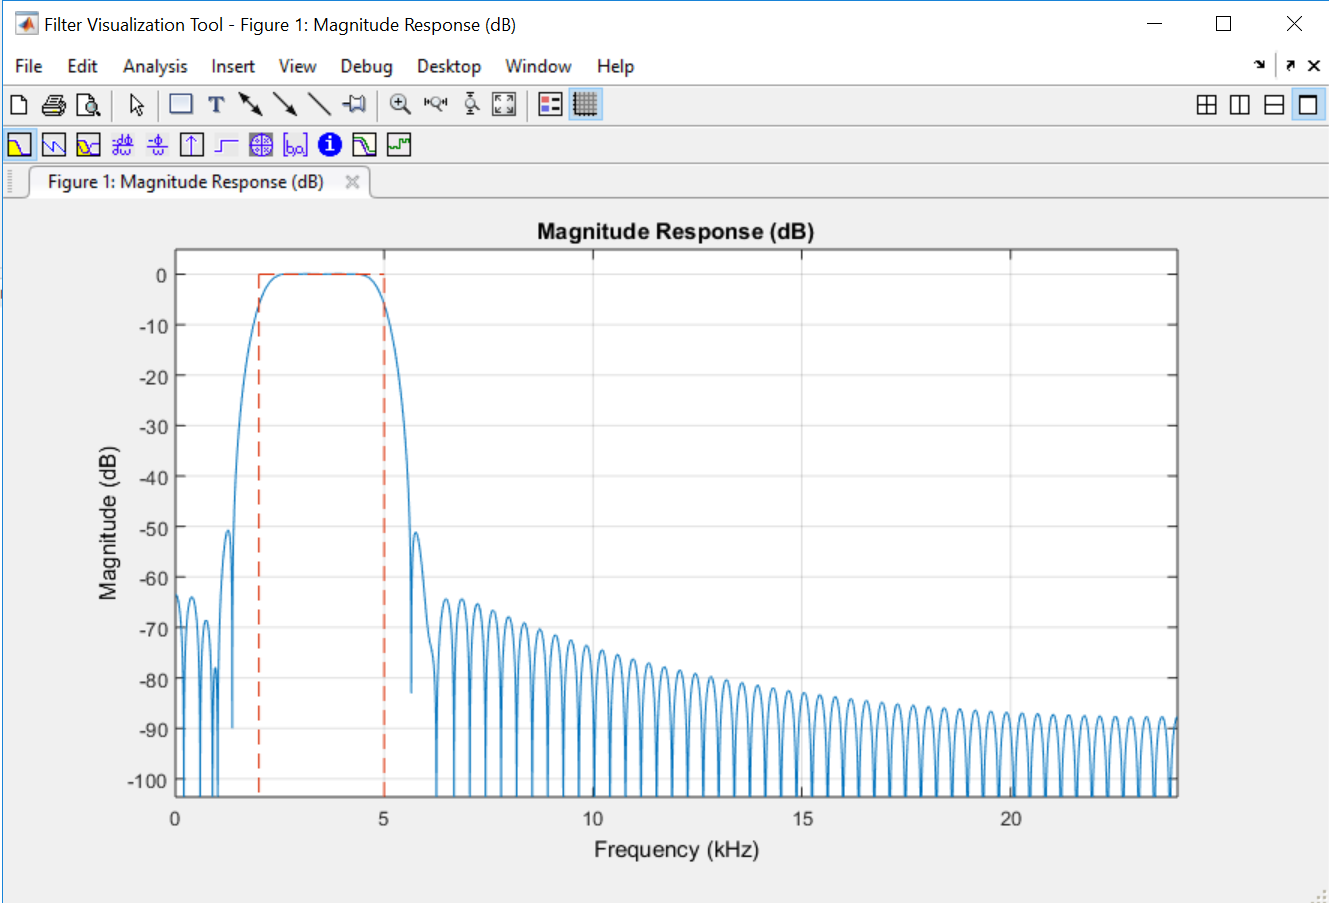 Filter Visualization Tool - Figure 1: Magnitude Response (dB)
File Edit Analysis Insert View Debug Desktop Window Help
Figure 1: Magnitude Response (dB)
Magnitude Response (dB)
0
-10
-20
-30
-40
-50
-60
-70
-80
-90
-100
Magnitude (dB)
0 5 10 15 20
Frequency (kHz)